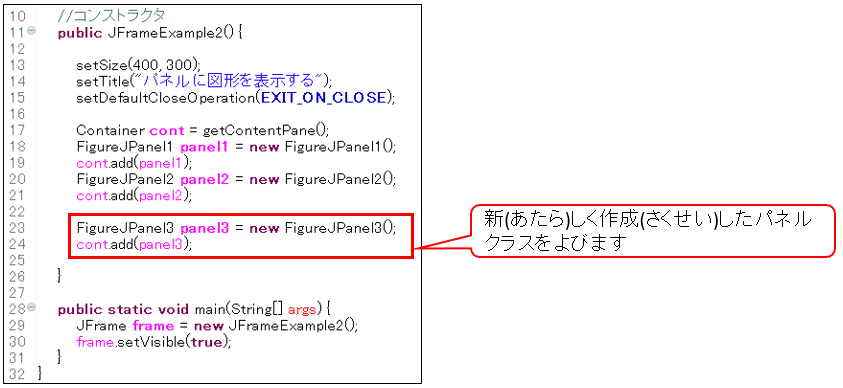 10 //コンストラクタ
11 public JFrameExample2() {
12
13 setSize(400, 300);
14 setTitle("パネルに図形を表示する");
15 setDefaultCloseOperation(EXIT_ON_CLOSE);
16
17 Container cont = getContentPane();
18 FigureJPanel1 panel1 = new FigureJPanel1();
19 cont.add(panel1);
20 FigureJPanel2 panel2 = new FigureJPanel2();
21 cont.add(panel2);
22
23 FigureJPanel3 panel3 = new FigureJPanel3();
24 cont.add(panel3);
25
26 }
27
28 public static void main(String[] args) {
29 JFrame frame = new JFrameExample2();
30 frame.setVisible(true);
31 }
32 }
新(あたら)しく作成(さくせい)したパネル
クラスをよびます